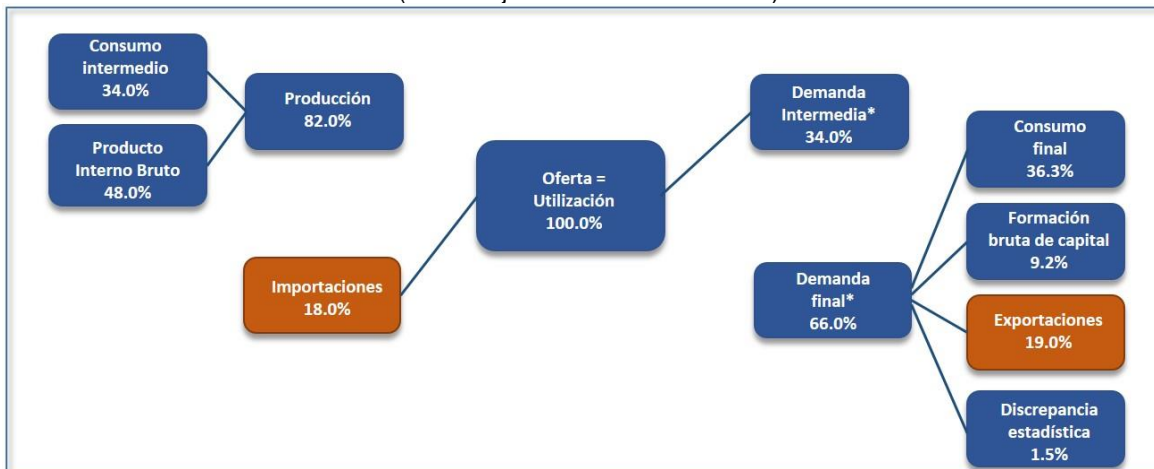 Consumo
intermedio
34.0%
Producto
Interno Bruto
48.0%
Producción
82.0%
Importaciones
18.0%
Oferta =
Utilización
100.0%
Demanda
Intermedia*
34.0%
Demanda
final*
66.0%
Consumo
final
36.3%
Formación
bruta de capital
9.2%
Exportaciones
19.0%
Discrepancia
estadística
1.5%